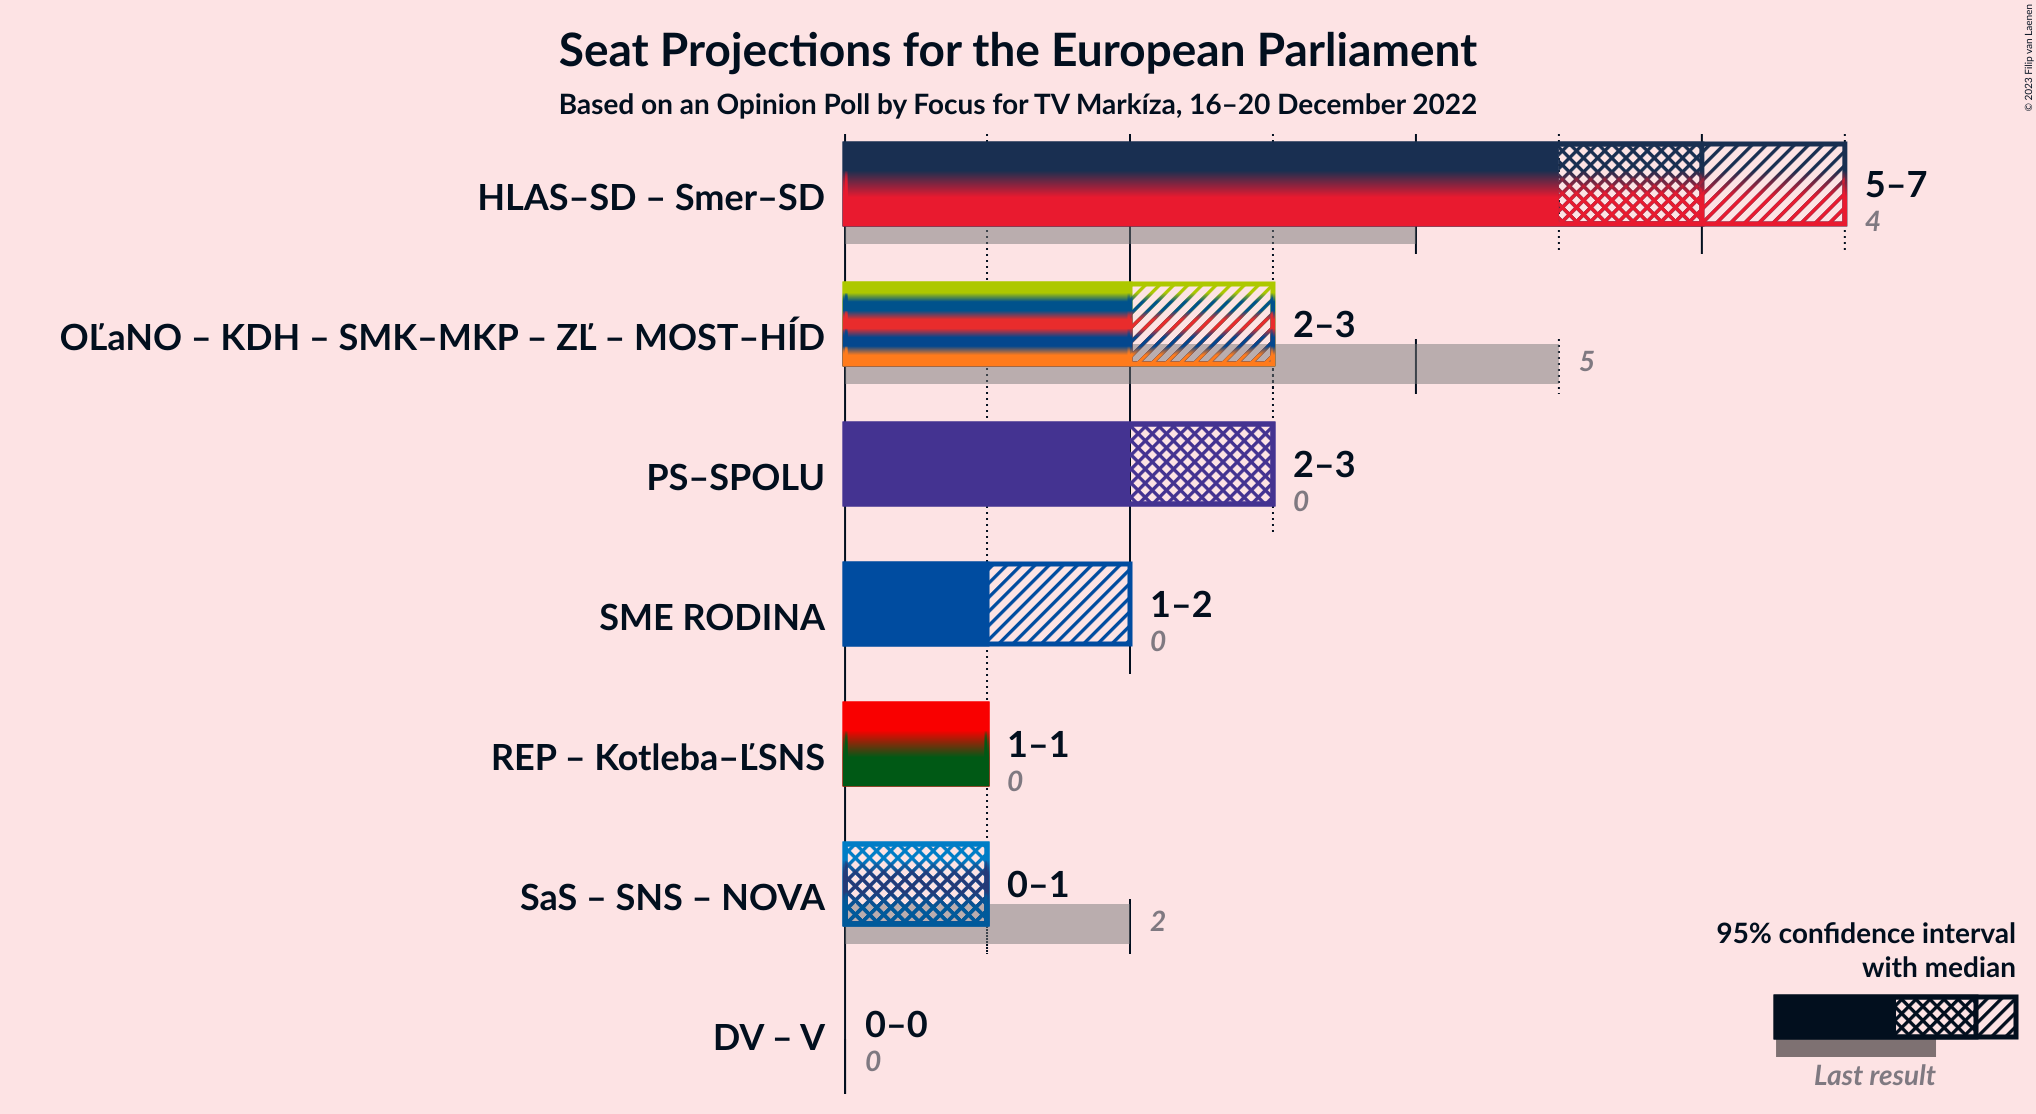 Seat Projections for the European Parliament
Based on an Opinion Poll by Focus for TV Markíza, 16–20 December 2022
© 2023 Filip van Laenen
HLAS–SD – Smer–SD
5–7
4
OĽaNO – KDH – SMK–MKP – ZĽ – MOST–HÍD
2–3
5
PS–SPOLU
2–3
0
SME RODINA
1–2
0
REP – Kotleba–ĽSNS
1–1
0
SaS – SNS – NOVA
0–1
2
DV – V
0–0
0
95% confidence interval
with median
Last result